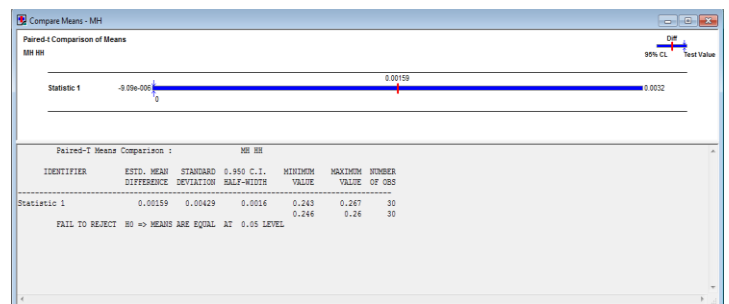 Compare Means - MH
Paired-t Comparison of Means
MH HH
Diff
95% CL Test Value
0.00159
Statistic 1 -9.09e-006 0.0032
0
Paired-T Means Comparison : MH HH
IDENTIFIER ESTD. MEAN STANDARD 0.950 C.I. MINIMUM MAXIMUM NUMBER
DIFFERENCE DEVIATION HALF-WIDTH VALUE VALUE OF OBS
Statistic 1 0.00159 0.00429 0.0016 0.243 0.267 30
0.246 0.26 30
FAIL TO REJECT H0 => MEANS ARE EQUAL AT 0.05 LEVEL